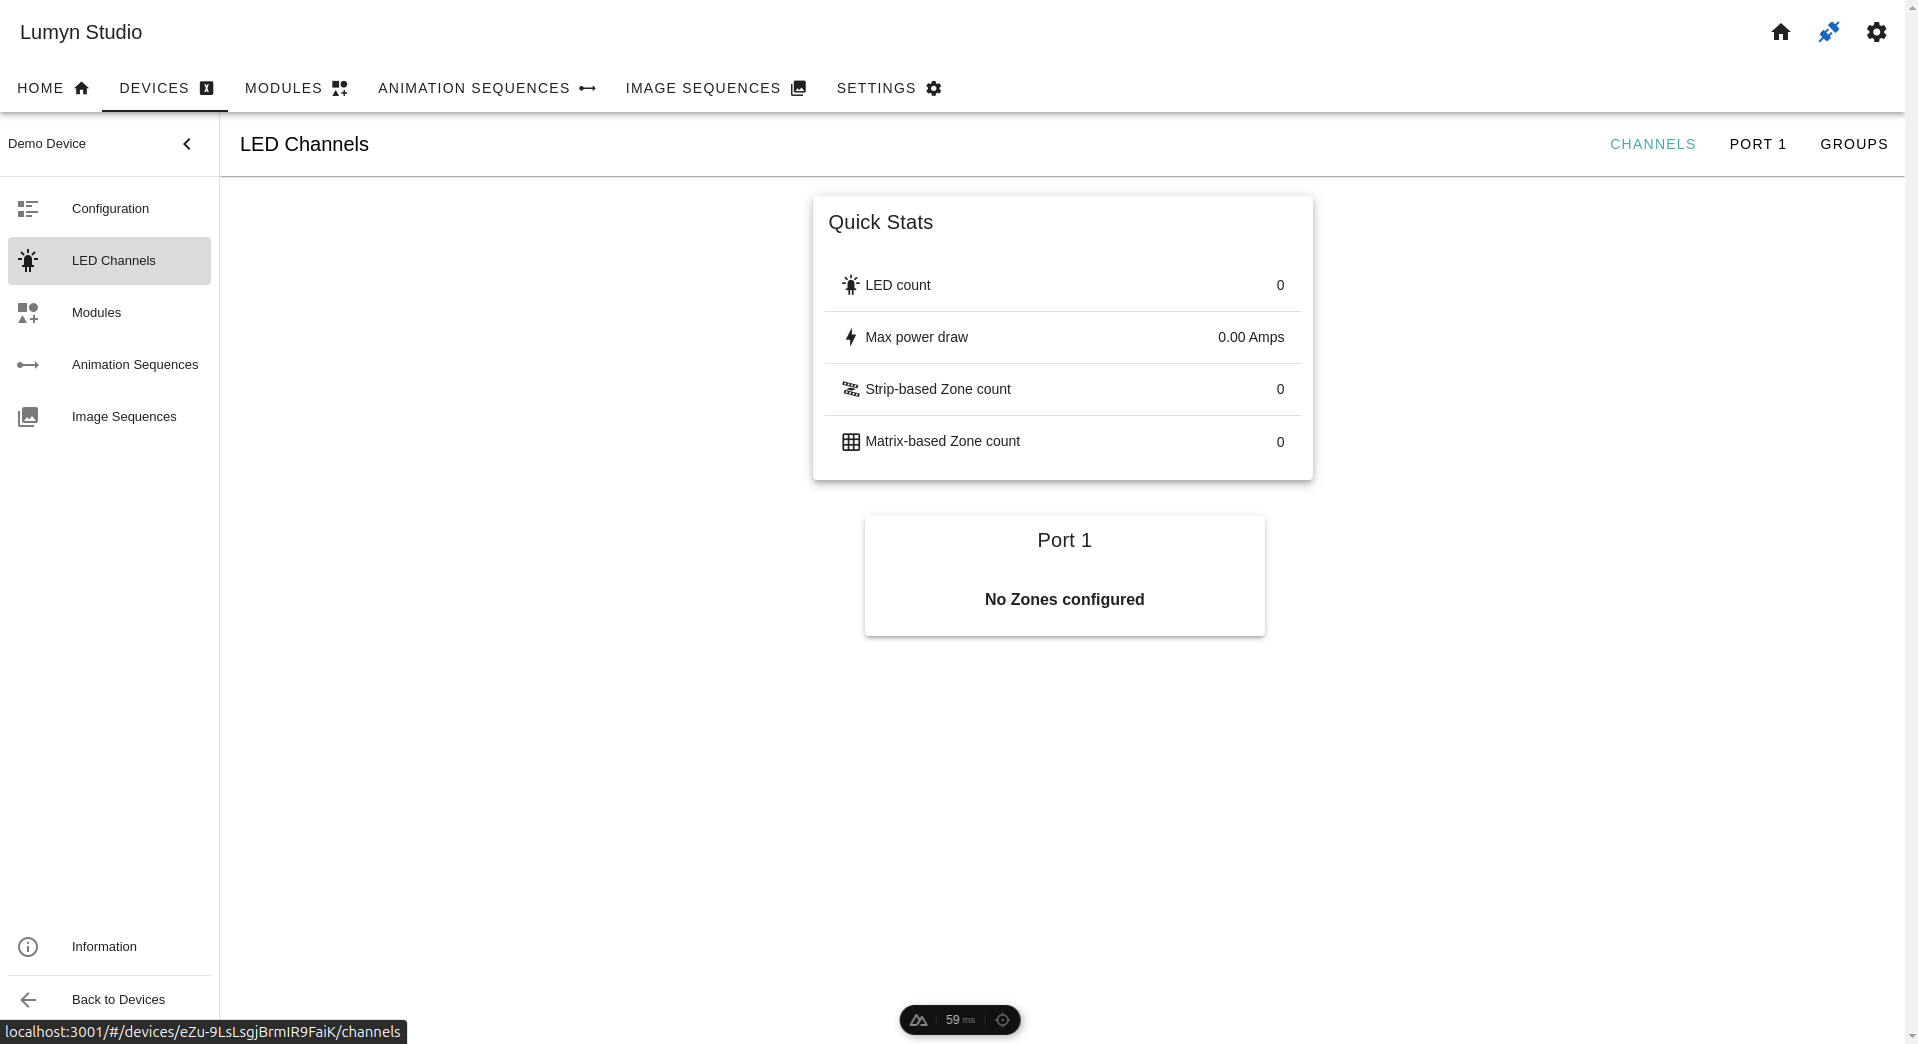 Lumyn Studio
HOME DEVICES MODULES ANIMATION SEQUENCES IMAGE SEQUENCES SETTINGS
Demo Device
LED Channels
CHANNELS PORT 1 GROUPS
Configuration
LED Channels
Modules
Animation Sequences
Image Sequences
Quick Stats
LED count 0
Max power draw 0.00 Amps
Strip-based Zone count 0
Matrix-based Zone count 0
Port 1
No Zones configured
Information
Back to Devices
59 ms
localhost:3001/#/devices/eZu-9LsLsgjBrmIR9FaiK/channels